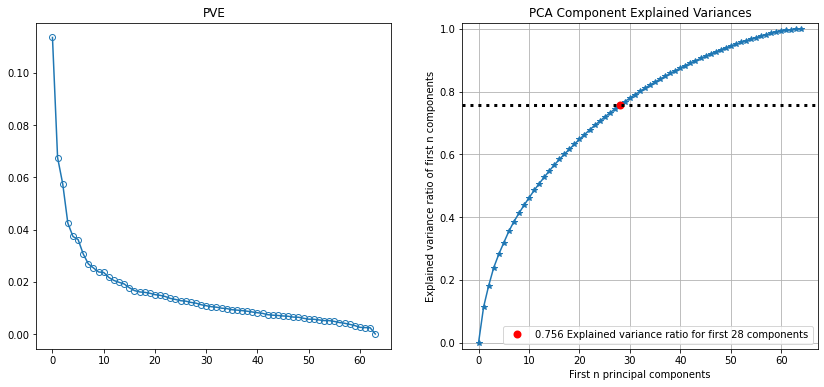 PVE
0.10
0.08
0.06
0.04
0.02
0.00
0 10 20 30 40 50 60
PCA Component Explained Variances
Explained variance ratio of first n components
1.0
0.8
0.6
0.4
0.2
0.0
0.756 Explained variance ratio for first 28 components
0 10 20 30 40 50 60
First n principal components